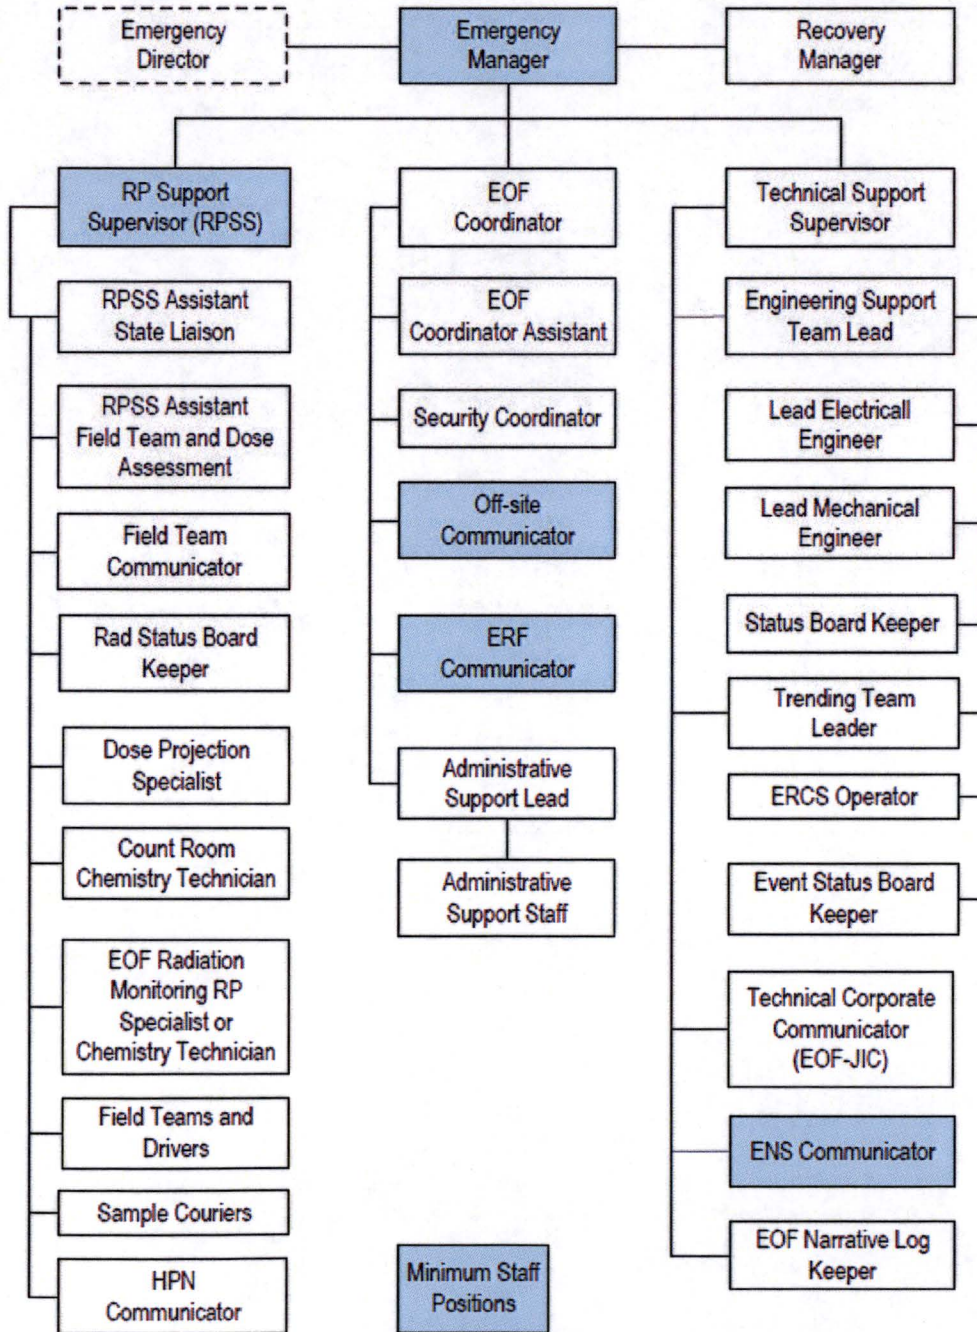 Emergency
Director
Emergency
Manager
Recovery
Manager
RP Support
Supervisor (RPSS)
EOF
Coordinator
Technical Support
Supervisor
RPSS Assistant
State Liaison
EOF
Coordinator Assistant
Engineering Support
Team Lead
RPSS Assistant
Field Team and Dose
Assessment
Security Coordinator
Lead Electricall
Engineer
Field Team
Communicator
Off-site
Communicator
Lead Mechanical
Engineer
Rad Status Board
Keeper
ERF
Communicator
Status Board Keeper
Dose Projection
Specialist
Administrative
Support Lead
Trending Team
Leader
ERCS Operator
Count Room
Chemistry Technician
Administrative
Support Staff
Event Status Board
Keeper
EOF Radiation
Monitoring RP
Specialist or
Chemistry Technician
Technical Corporate
Communicator
(EOF-JIC)
Field Teams and
Drivers
ENS Communicator
Sample Couriers
EOF Narrative Log
Keeper
HPN
Communicator
Minimum Staff
Positions